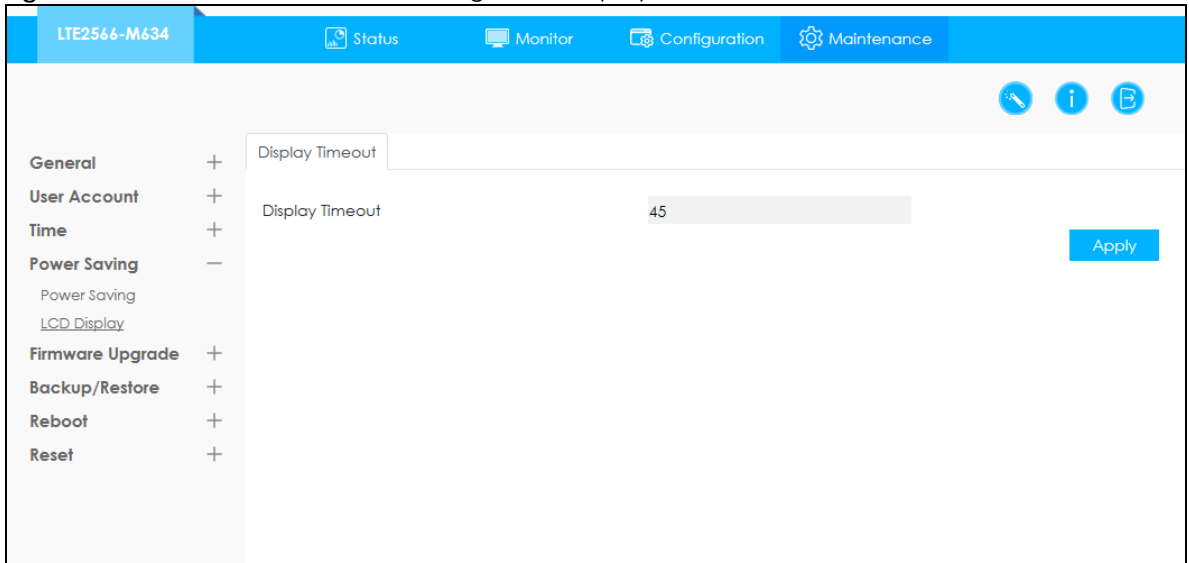 LTE2566-M634
Status
Monitor
Configuration
Maintenance
General
User Account
Time
Power Saving
Power Saving
LCD Display
Firmware Upgrade
Backup/Restore
Reboot
Reset
Display Timeout
Display Timeout 45
Apply